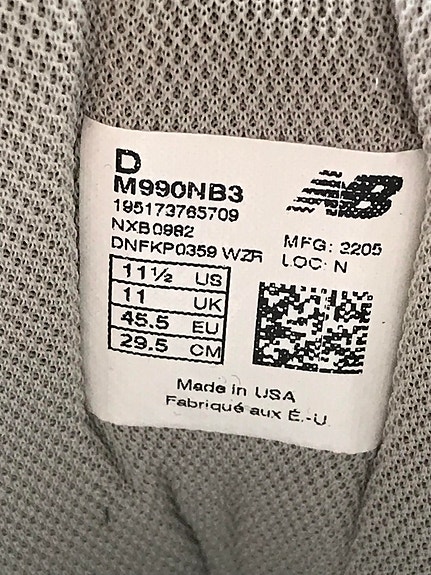 D
M990NB3
195173765709
NXB0982
DNFKP0359 WZR
NB
MFG: 2205
LOC: N
11½ US
11 UK
45.5 EU
29.5 CM
Made in USA
Fabriqué aux É.-U.